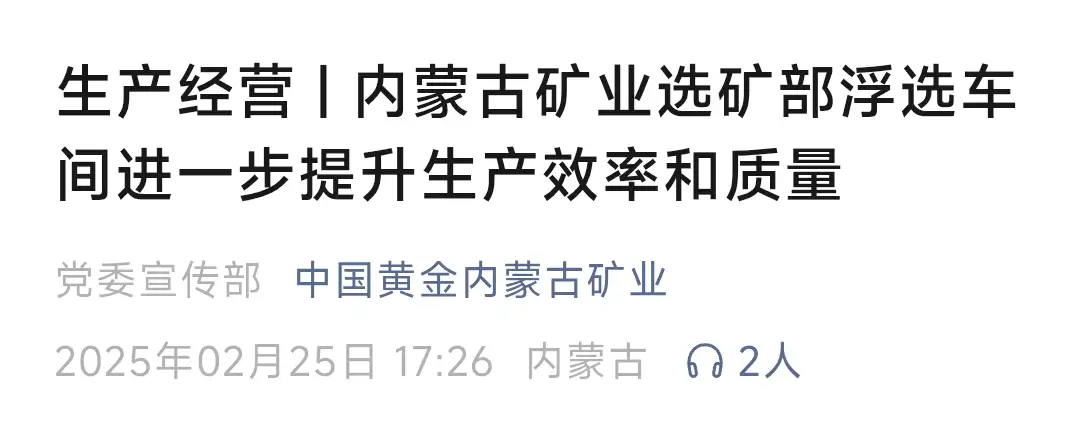 生产经营 | 内蒙古矿业选矿部浮选车
间进一步提升生产效率和质量
党委宣传部 中国黄金内蒙古矿业
2025年02月25日 17:26 内蒙古 2人